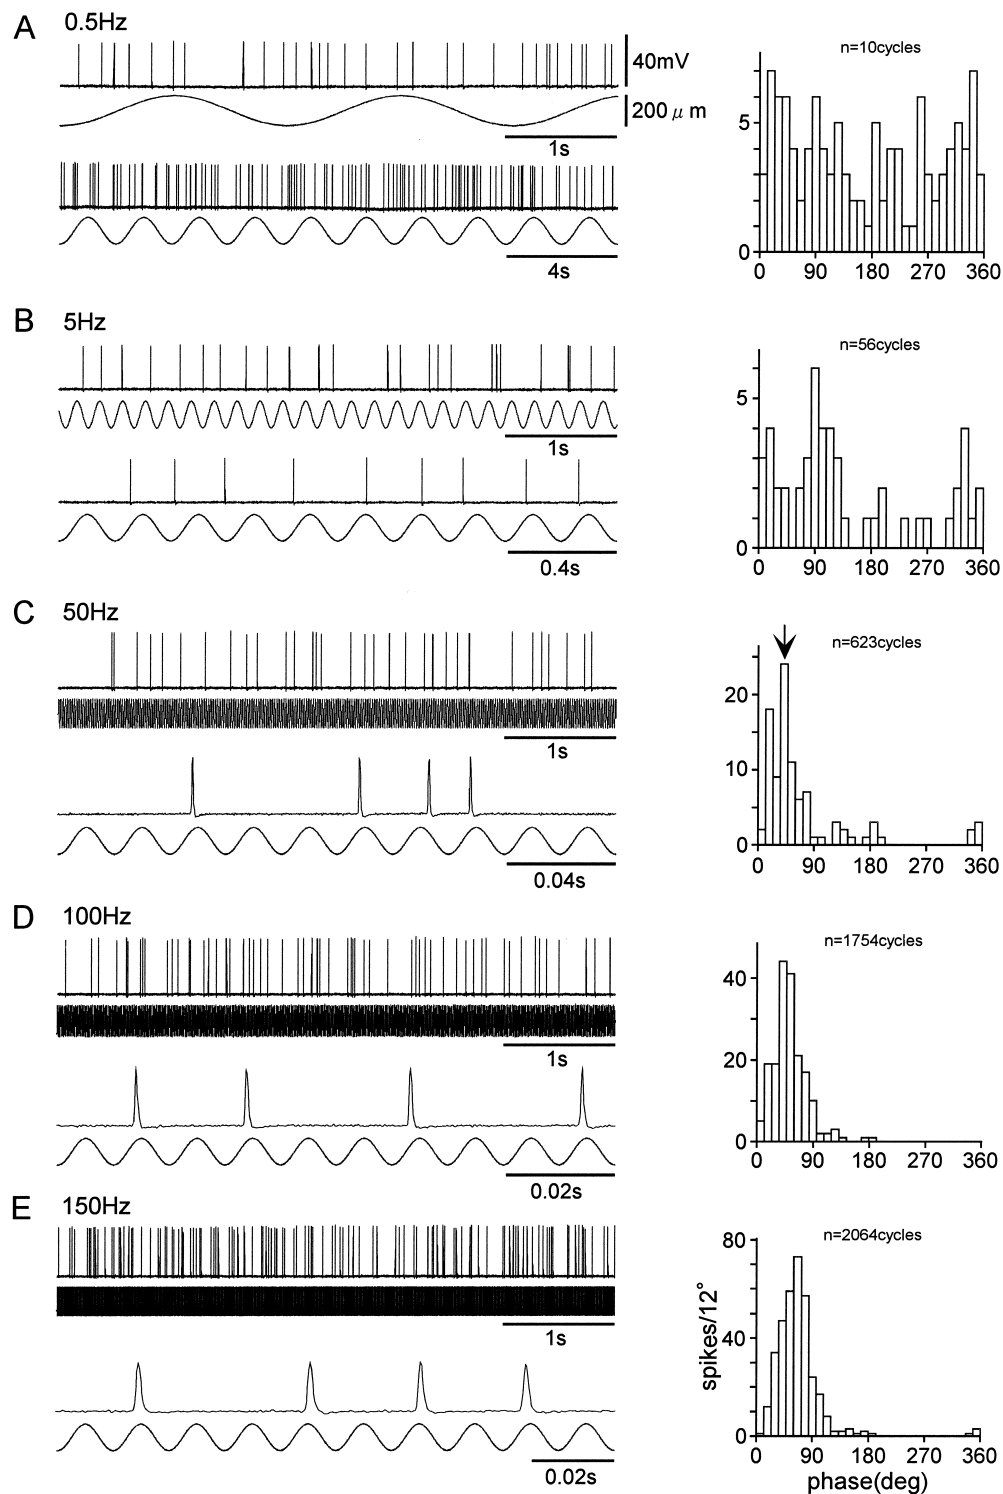 A 0.5Hz
40mV
200 μm
1s
4s
n=10cycles
5
0
0 90 180 270 360
B 5Hz
1s
0.4s
n=56cycles
5
0
0 90 180 270 360
C 50Hz
1s
0.04s
n=623cycles
20
10
0
0 90 180 270 360
D 100Hz
1s
0.02s
n=1754cycles
40
20
0
0 90 180 270 360
E 150Hz
1s
0.02s
n=2064cycles
80
40
0
spikes/12°
0 90 180 270 360
phase(deg)